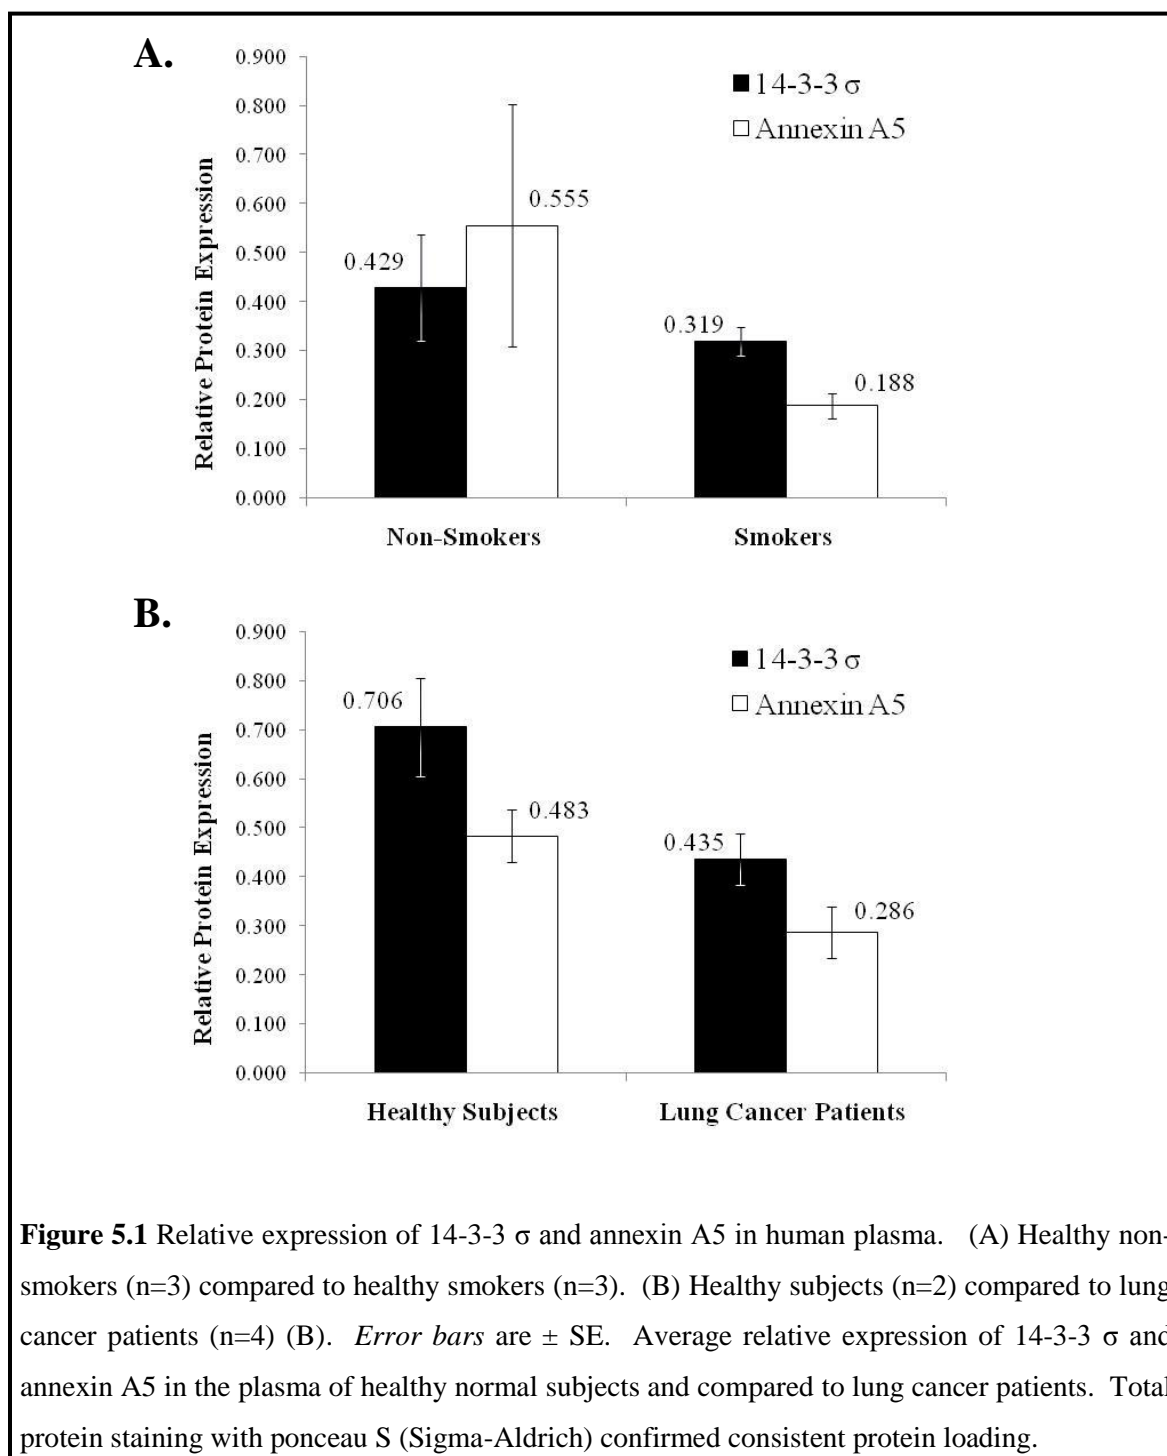 A.
0.900
0.800
0.700
0.600
0.500
0.400
0.300
0.200
0.100
0.000
Relative Protein Expression
14-3-3 σ
Annexin A5
0.429
0.555
0.319
0.188
Non-Smokers
Smokers
B.
0.900
0.800
0.700
0.600
0.500
0.400
0.300
0.200
0.100
0.000
Relative Protein Expression
14-3-3 σ
Annexin A5
0.706
0.483
0.435
0.286
Healthy Subjects
Lung Cancer Patients
Figure 5.1 Relative expression of 14-3-3 σ and annexin A5 in human plasma. (A) Healthy non-
smokers (n=3) compared to healthy smokers (n=3). (B) Healthy subjects (n=2) compared to lung
cancer patients (n=4) (B). Error bars are ± SE. Average relative expression of 14-3-3 σ and
annexin A5 in the plasma of healthy normal subjects and compared to lung cancer patients. Total
protein staining with ponceau S (Sigma-Aldrich) confirmed consistent protein loading.